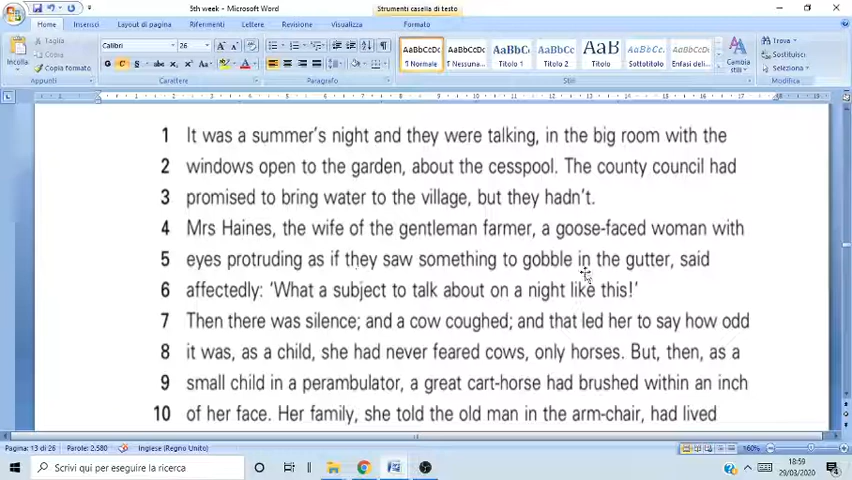 5th week - Microsoft Word
Strumenti casella di testo
Home Inserisci Layout di pagina Riferimenti Lettere Revisione Visualizza Formato
Taglia
Copia
Copia formato
Incolla
Calibri 26
AaBbCcDc AaBbCcDc AaBbC AaBbCc AaB AaBbCc. AaBbCcDc
¶ Normale ¶ Nessuna... Titolo 1 Titolo 2 Titolo Sottotitolo Enfasi deli...
Cambia stili
Trova
Sostituisci
Seleziona
Appunti Carattere Paragrafo Stili Modifica
1 It was a summer's night and they were talking, in the big room with the
2 windows open to the garden, about the cesspool. The county council had
3 promised to bring water to the village, but they hadn't.
4 Mrs Haines, the wife of the gentleman farmer, a goose-faced woman with
5 eyes protruding as if they saw something to gobble in the gutter, said
6 affectedly: 'What a subject to talk about on a night like this!'
7 Then there was silence; and a cow coughed; and that led her to say how odd
8 it was, as a child, she had never feared cows, only horses. But, then, as a
9 small child in a perambulator, a great cart-horse had brushed within an inch
10 of her face. Her family, she told the old man in the arm-chair, had lived
Pagina: 13 di 26 Parole: 2.580 Inglese (Regno Unito) 160%
Scrivi qui per eseguire la ricerca
18:59
29/03/2020